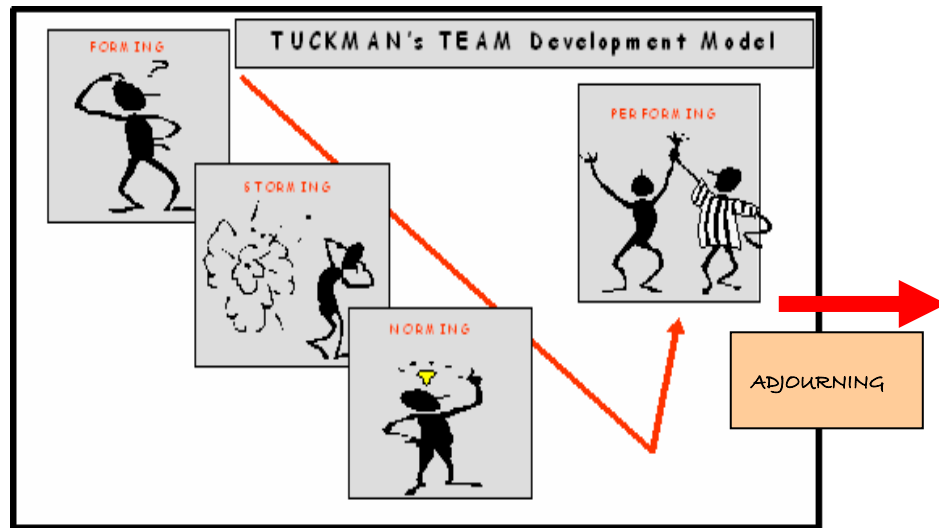 TUCKMAN's TEAM Development Model
FORMING
?
STORMING
NORMING
PERFORMING
ADJOURNING